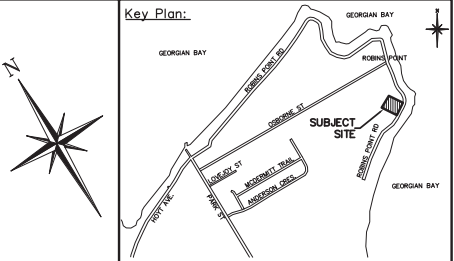 Key Plan:
GEORGIAN BAY
GEORGIAN BAY
N
ROBINS POINT RD
ROBINS POINT
OSBORNE ST
SUBJECT
SITE
ROBINS POINT RD
LOVEJOY ST
MCDERMITT TRAIL
ANDERSON CRES.
GEORGIAN BAY
HOYT AVE.
PARK ST